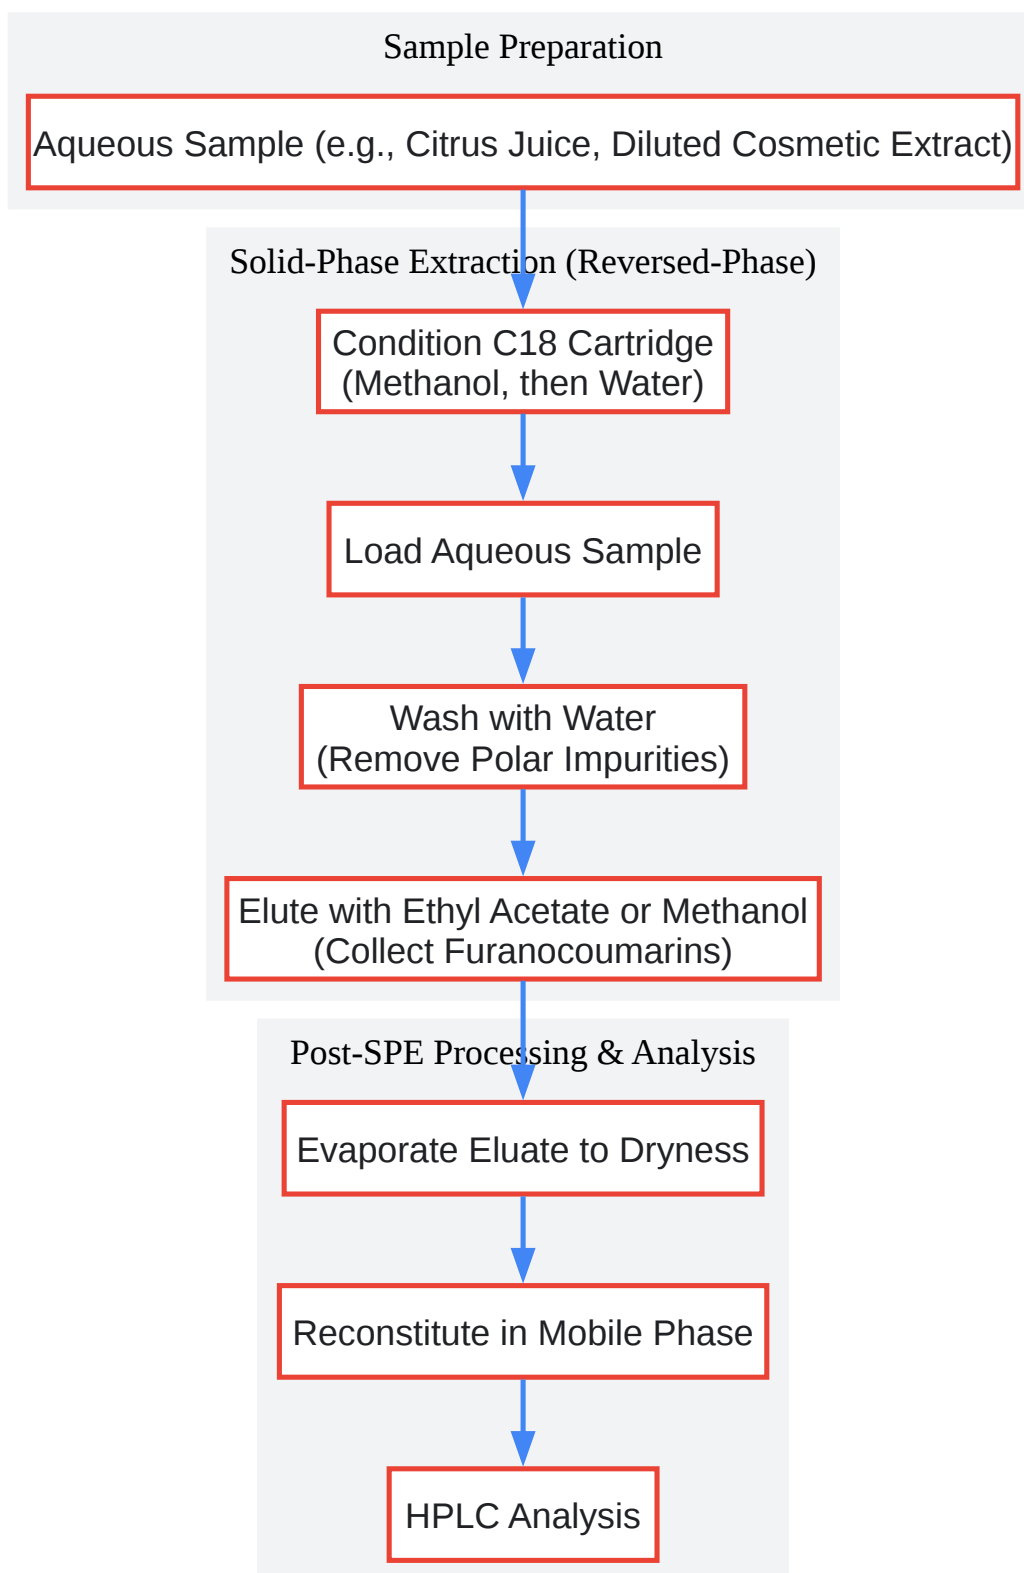 Sample Preparation
Aqueous Sample (e.g., Citrus Juice, Diluted Cosmetic Extract)
Solid-Phase Extraction (Reversed-Phase)
Condition C18 Cartridge
(Methanol, then Water)
Load Aqueous Sample
Wash with Water
(Remove Polar Impurities)
Elute with Ethyl Acetate or Methanol
(Collect Furanocoumarins)
Post-SPE Processing & Analysis
Evaporate Eluate to Dryness
Reconstitute in Mobile Phase
HPLC Analysis